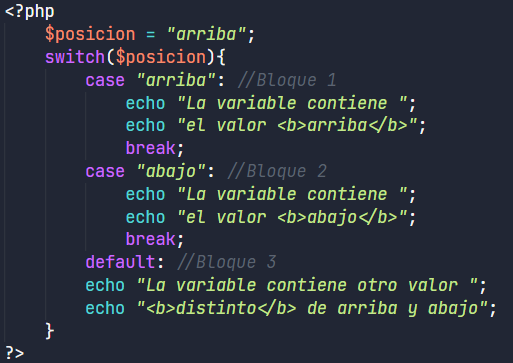 <?php
    $posicion = "arriba";
    switch($posicion){
        case "arriba": //Bloque 1
            echo "La variable contiene ";
            echo "el valor <b>arriba</b>";
            break;
        case "abajo": //Bloque 2
            echo "La variable contiene ";
            echo "el valor <b>abajo</b>";
            break;
        default: //Bloque 3
        echo "La variable contiene otro valor ";
        echo "<b>distinto</b> de arriba y abajo";
    }
?>